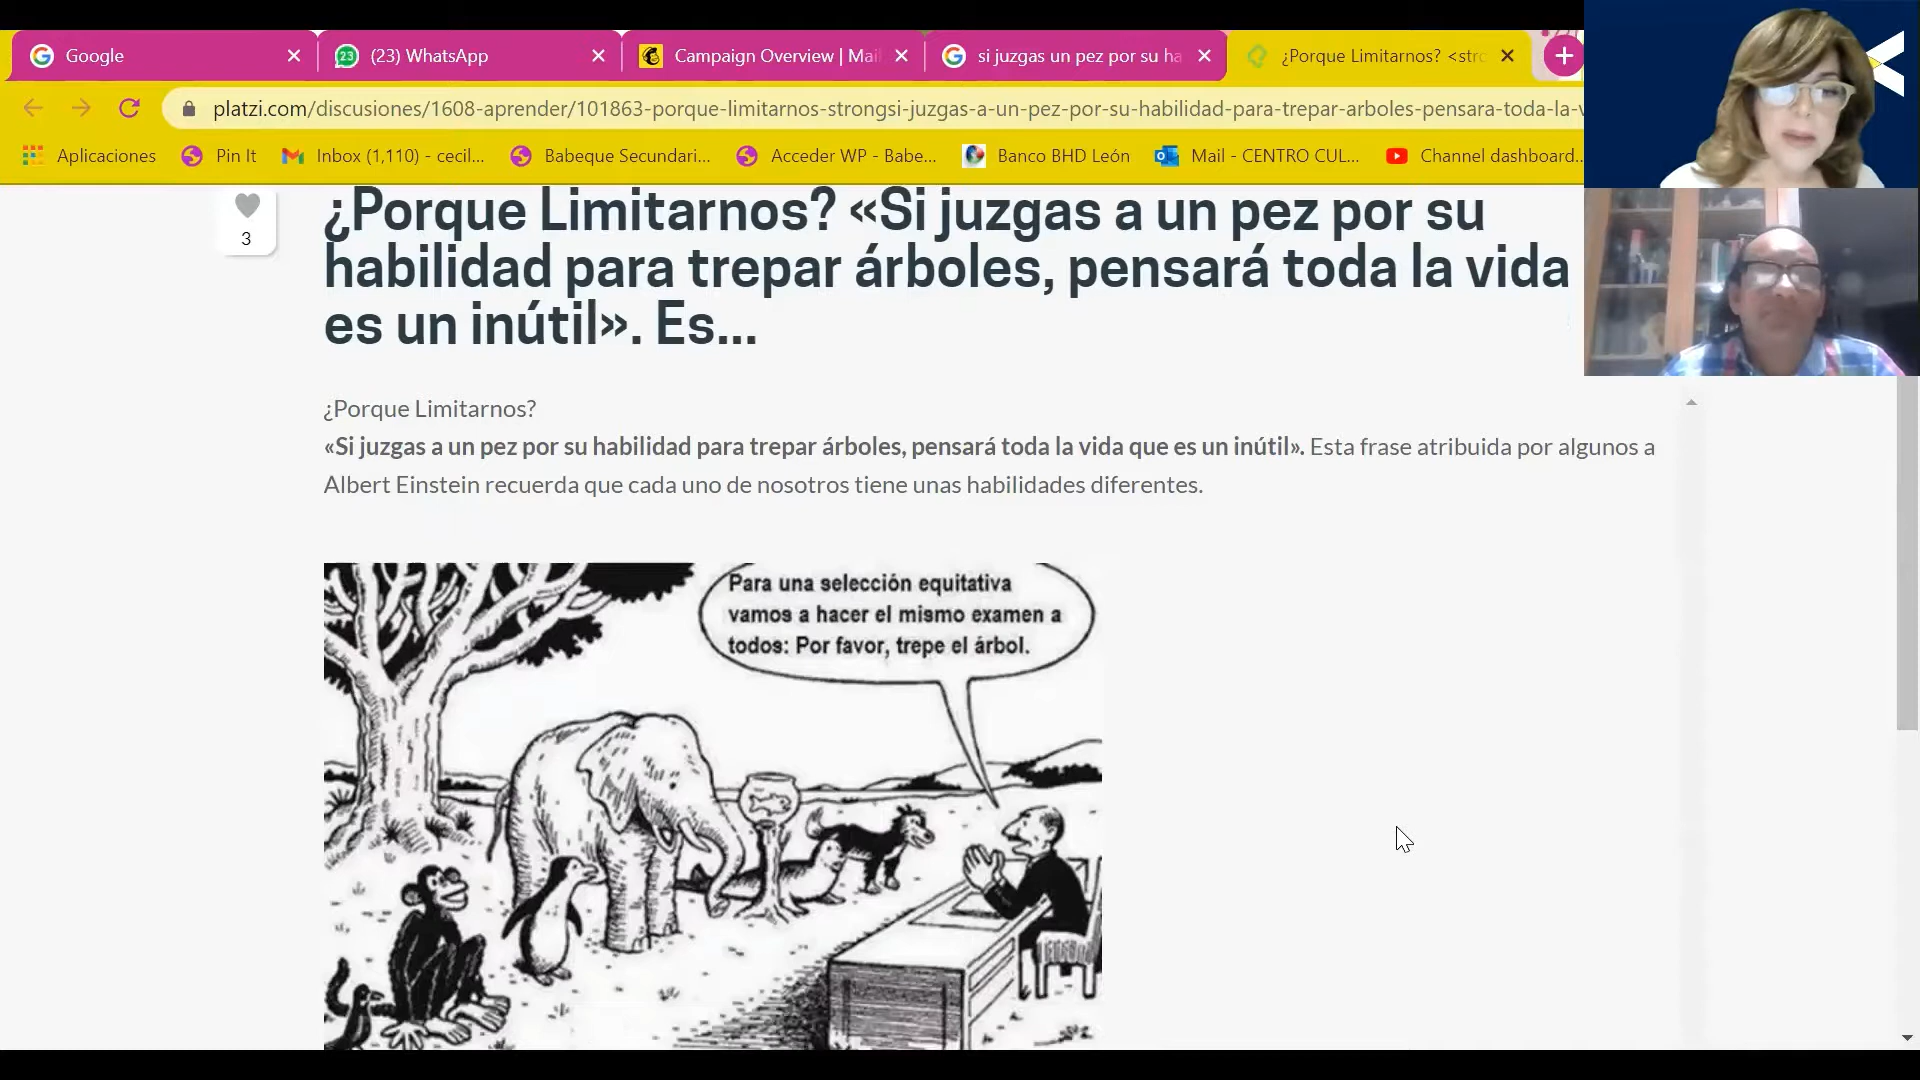 Google
(23) WhatsApp
Campaign Overview | Mail
si juzgas un pez por su ha
¿Porque Limitarnos? <stro
platzi.com/discusiones/1608-aprender/101863-porque-limitarnos-strongsi-juzgas-a-un-pez-por-su-habilidad-para-trepar-arboles-pensara-toda-la-v
Aplicaciones
Pin It
Inbox (1,110) - cecil...
Babeque Secundari...
Acceder WP - Babe...
Banco BHD León
Mail - CENTRO CUL...
Channel dashboard...
3
¿Porque Limitarnos? «Si juzgas a un pez por su
habilidad para trepar árboles, pensará toda la vida
es un inútil». Es...
¿Porque Limitarnos?
«Si juzgas a un pez por su habilidad para trepar árboles, pensará toda la vida que es un inútil». Esta frase atribuida por algunos a
Albert Einstein recuerda que cada uno de nosotros tiene unas habilidades diferentes.
Para una selección equitativa
vamos a hacer el mismo examen a
todos: Por favor, trepe el árbol.